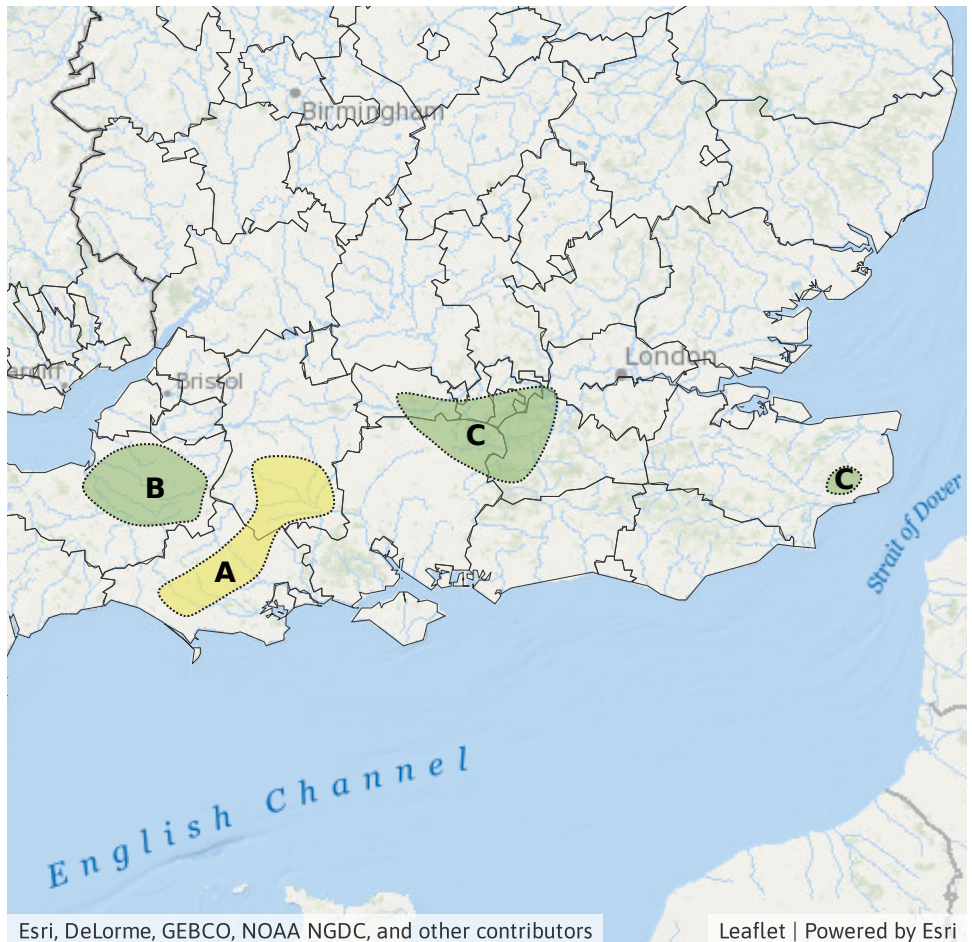 Birmingham
London
ardiff
Bristol
C
B
C
A
Strait of Dover
English Channel
Esri, DeLorme, GEBCO, NOAA NGDC, and other contributors
Leaflet | Powered by Esri